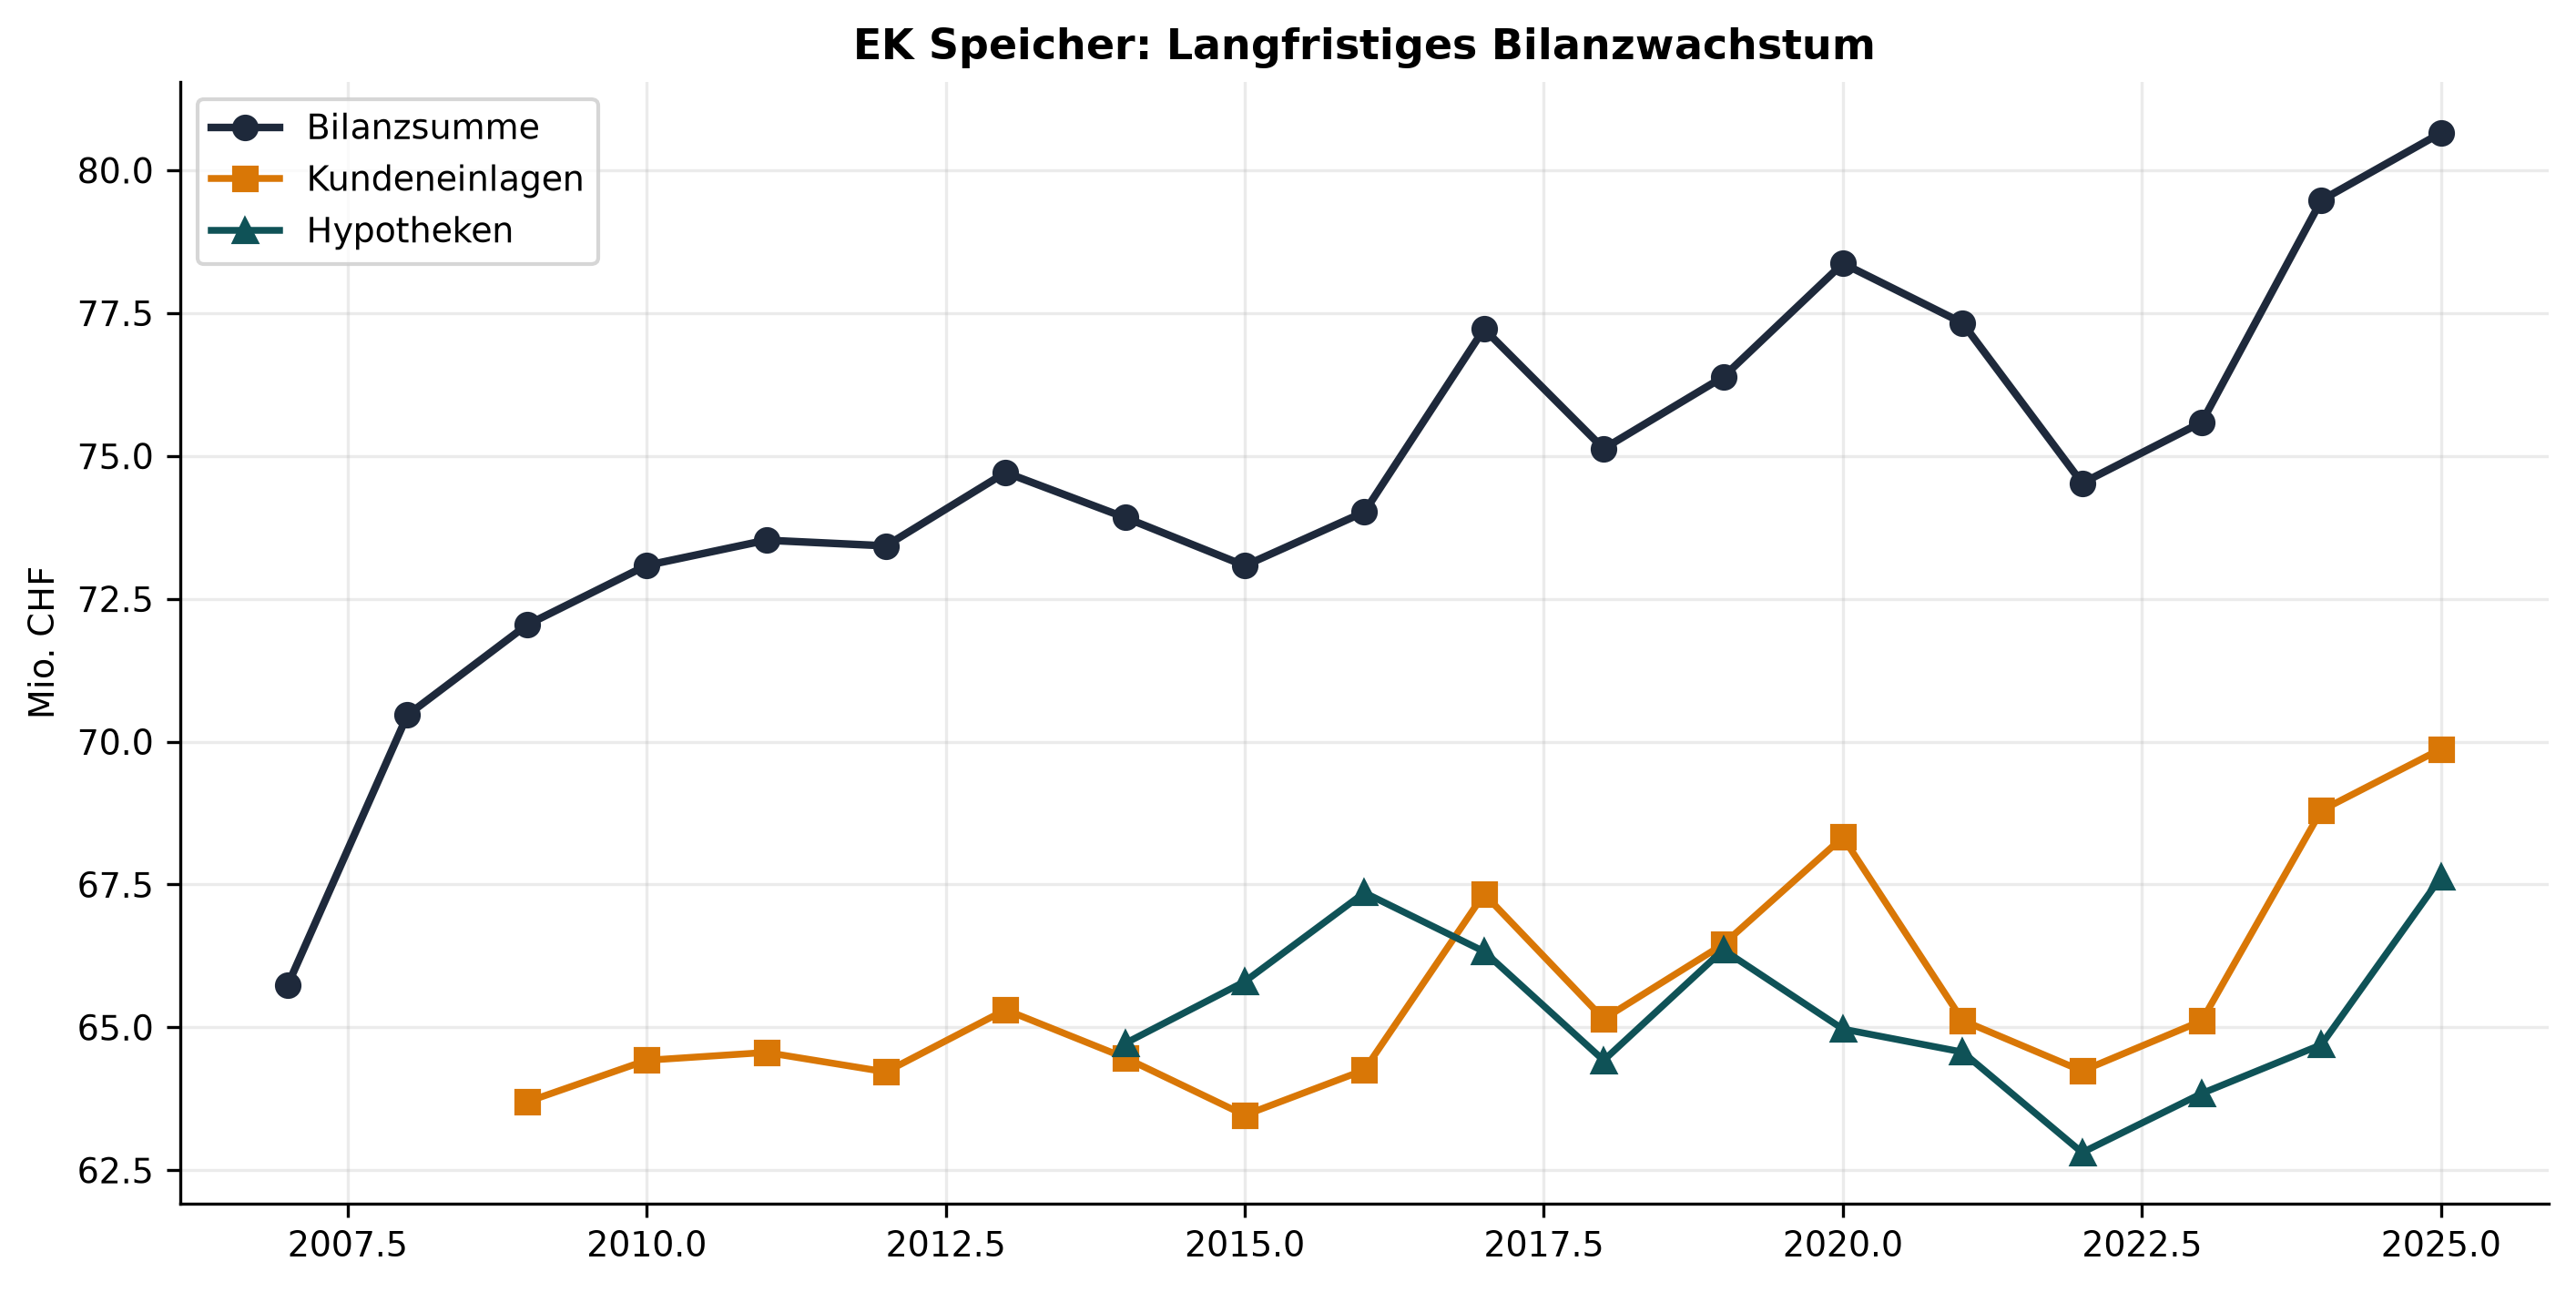 EK Speicher: Langfristiges Bilanzwachstum
Bilanzsumme
Kundeneinlagen
Hypotheken
Mio. CHF
80.0
77.5
75.0
72.5
70.0
67.5
65.0
62.5
2007.5 2010.0 2012.5 2015.0 2017.5 2020.0 2022.5 2025.0